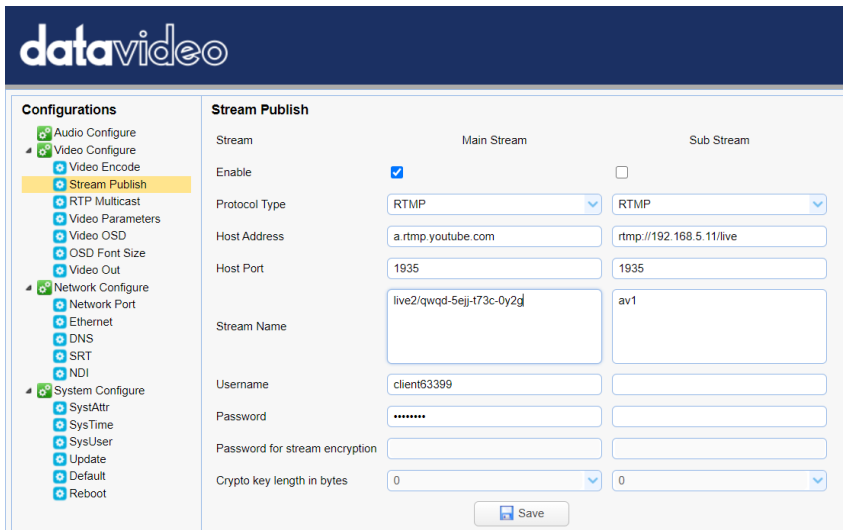 datavideo
Configurations
Audio Configure
Video Configure
Video Encode
Stream Publish
RTP Multicast
Video Parameters
Video OSD
OSD Font Size
Video Out
Network Configure
Network Port
Ethernet
DNS
SRT
NDI
System Configure
SystAttr
SysTime
SysUser
Update
Default
Reboot
Stream Publish
Stream Main Stream Sub Stream
Enable
Protocol Type RTMP RTMP
Host Address a.rtmp.youtube.com rtmp://192.168.5.11/live
Host Port 1935 1935
Stream Name live2/qwqd-5ejj-t73c-0y2g av1
Username client63399
Password ••••••••
Password for stream encryption
Crypto key length in bytes 0 0
Save